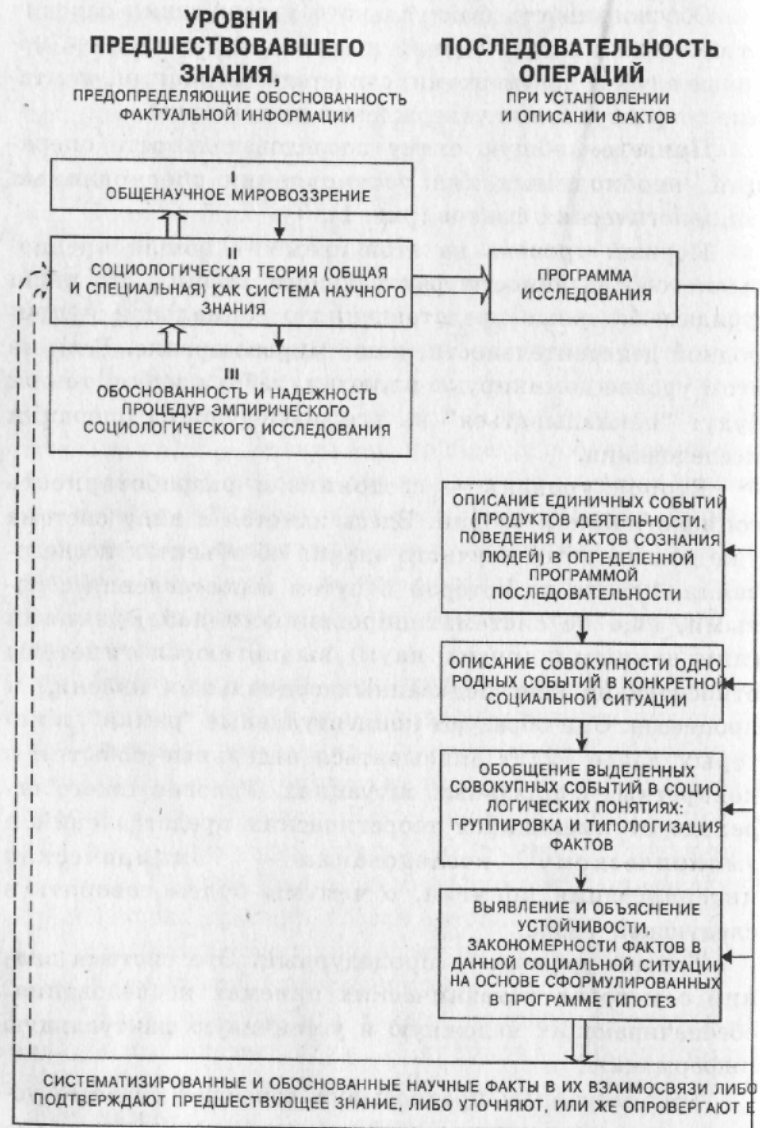 УРОВНИ
ПРЕДШЕСТВОВАВШЕГО
ЗНАНИЯ,
ПРЕДОПРЕДЕЛЯЮЩИЕ ОБОСНОВАННОСТЬ
ФАКТУАЛЬНОЙ ИНФОРМАЦИИ
ПОСЛЕДОВАТЕЛЬНОСТЬ
ОПЕРАЦИЙ
ПРИ УСТАНОВЛЕНИИ
И ОПИСАНИИ ФАКТОВ
I
ОБЩЕНАУЧНОЕ МИРОВОЗЗРЕНИЕ
II
СОЦИОЛОГИЧЕСКАЯ ТЕОРИЯ (ОБЩАЯ
И СПЕЦИАЛЬНАЯ) КАК СИСТЕМА НАУЧНОГО
ЗНАНИЯ
ПРОГРАММА
ИССЛЕДОВАНИЯ
III
ОБОСНОВАННОСТЬ И НАДЕЖНОСТЬ
ПРОЦЕДУР ЭМПИРИЧЕСКОГО
СОЦИОЛОГИЧЕСКОГО ИССЛЕДОВАНИЯ
ОПИСАНИЕ ЕДИНИЧНЫХ СОБЫТИЙ
(ПРОДУКТОВ ДЕЯТЕЛЬНОСТИ,
ПОВЕДЕНИЯ И АКТОВ СОЗНАНИЯ
ЛЮДЕЙ) В ОПРЕДЕЛЕННОЙ
ПРОГРАММОЙ
ПОСЛЕДОВАТЕЛЬНОСТИ
ОПИСАНИЕ СОВОКУПНОСТИ ОДНО-
РОДНЫХ СОБЫТИЙ В КОНКРЕТНОЙ
СОЦИАЛЬНОЙ СИТУАЦИИ
ОБОБЩЕНИЕ ВЫДЕЛЕННЫХ
СОВОКУПНЫХ СОБЫТИЙ В СОЦИО-
ЛОГИЧЕСКИХ ПОНЯТИЯХ:
ГРУППИРОВКА И ТИПОЛОГИЗАЦИЯ
ФАКТОВ
ВЫЯВЛЕНИЕ И ОБЪЯСНЕНИЕ
УСТОЙЧИВОСТИ,
ЗАКОНОМЕРНОСТИ ФАКТОВ В
ДАННОЙ СОЦИАЛЬНОЙ СИТУАЦИИ
НА ОСНОВЕ СФОРМУЛИРОВАННЫХ
В ПРОГРАММЕ ГИПОТЕЗ
СИСТЕМАТИЗИРОВАННЫЕ И ОБОСНОВАННЫЕ НАУЧНЫЕ ФАКТЫ В ИХ ВЗАИМОСВЯЗИ ЛИБО
ПОДТВЕРЖДАЮТ ПРЕДШЕСТВУЮЩЕЕ ЗНАНИЕ, ЛИБО УТОЧНЯЮТ, ИЛИ ЖЕ ОПРОВЕРГАЮТ Е